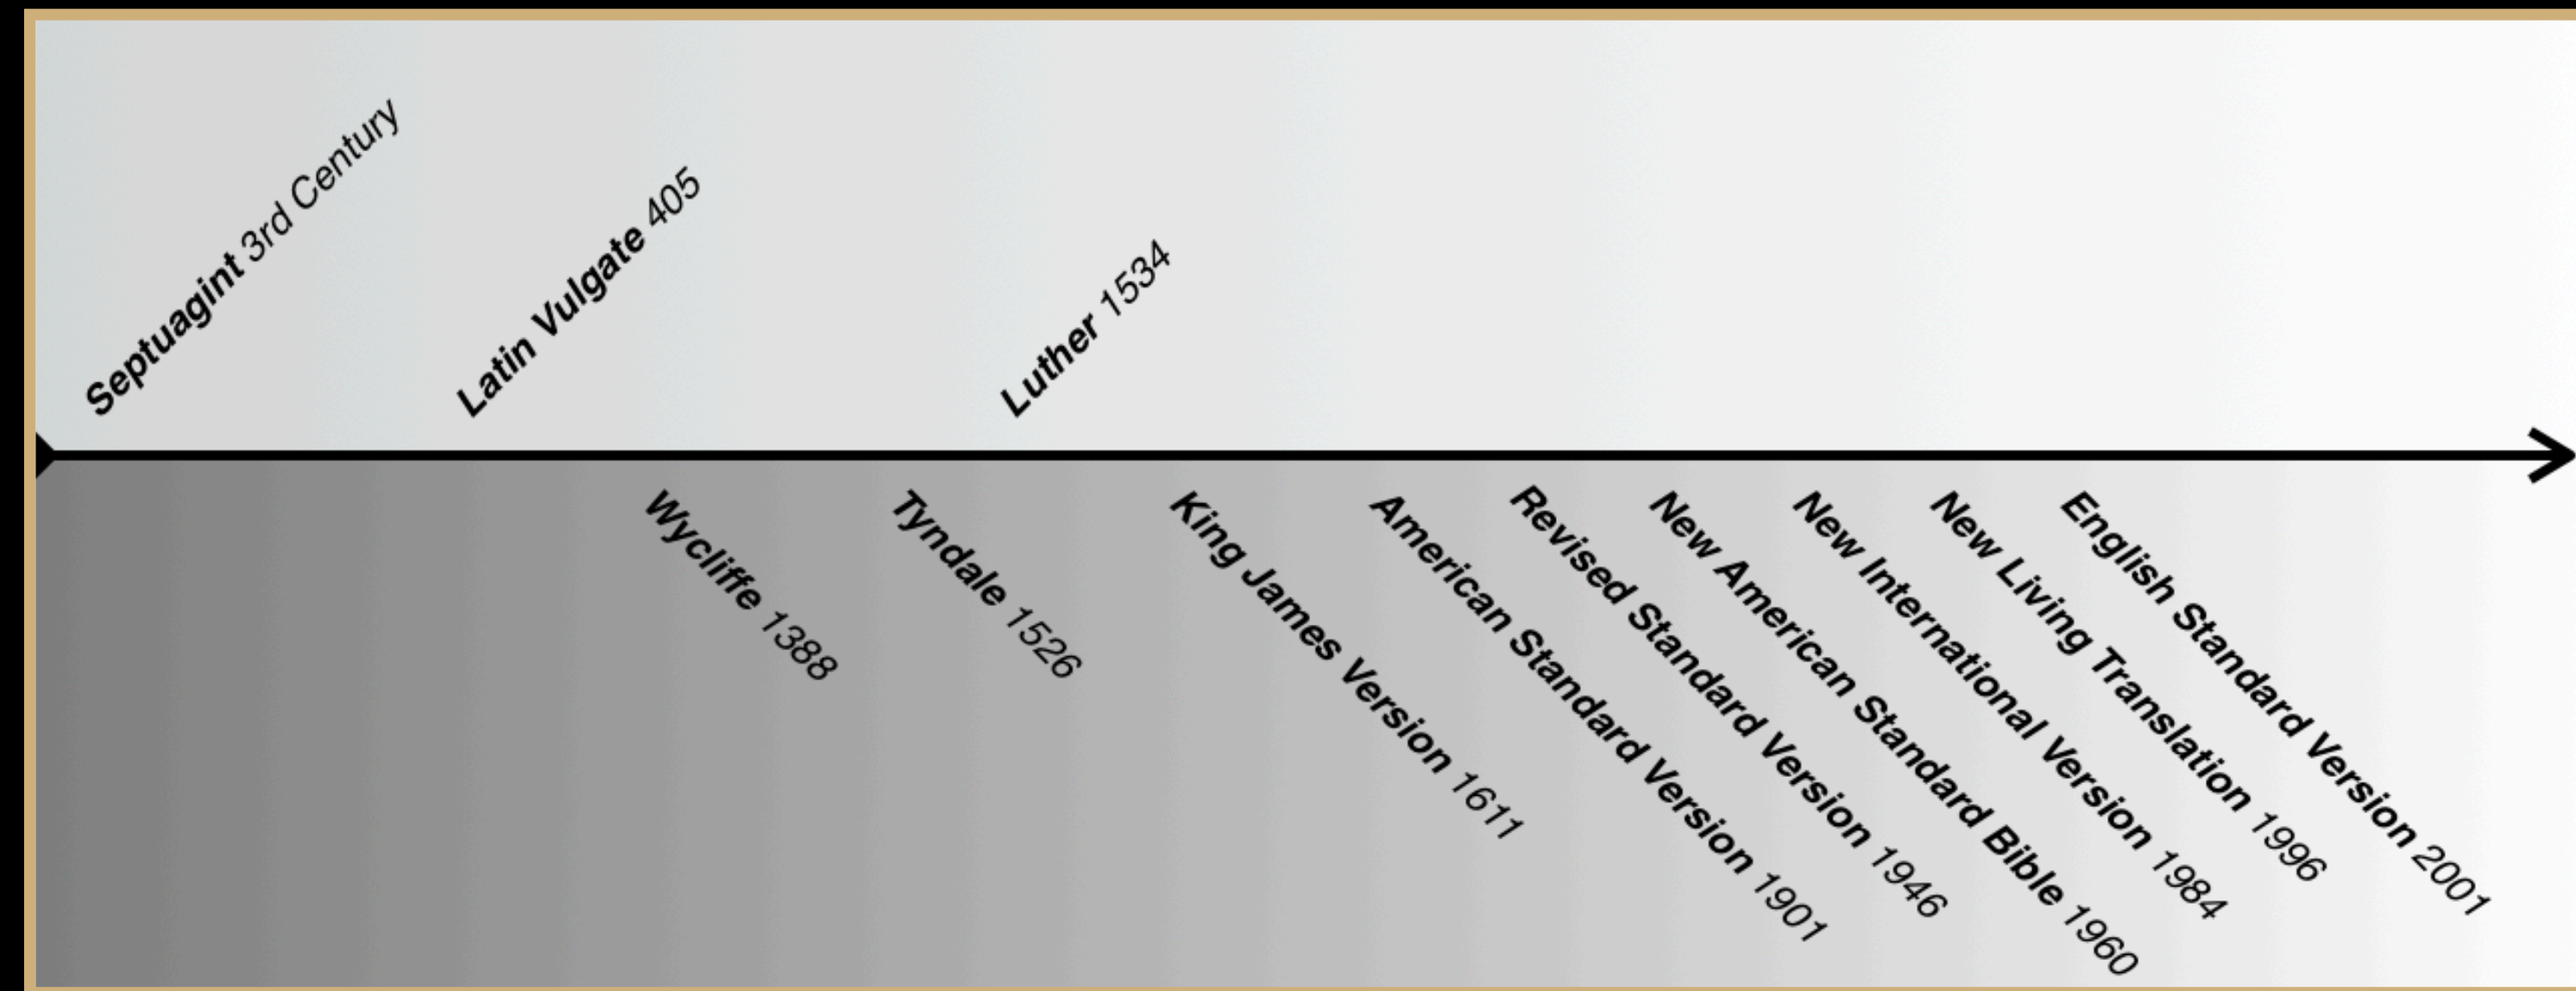 Septuagint 3rd Century
Latin Vulgate 405
Luther 1534
Wycliffe 1388
Tyndale 1526
King James Version 1611
American Standard Version 1901
Revised Standard Version 1946
New American Standard Bible 1960
New International Version 1984
New Living Translation 1996
English Standard Version 2001